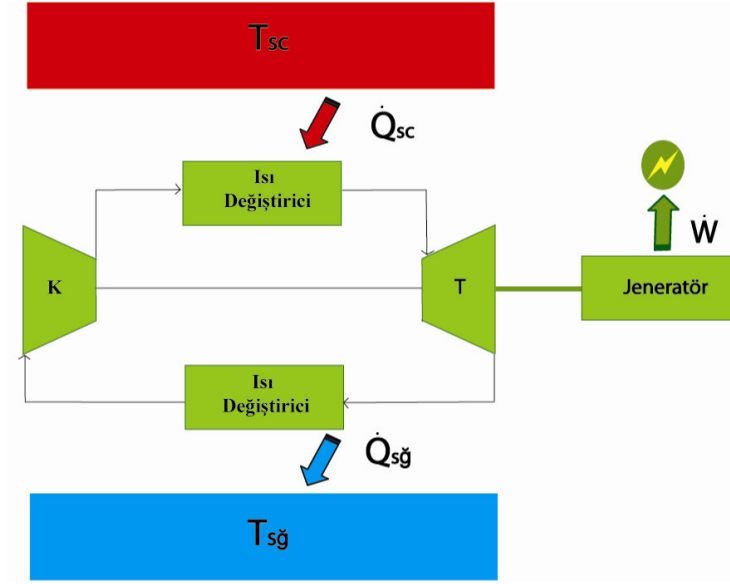 Tsc
Q̇sc
Isı
Değiştirici
Ẇ
K
T
Jeneratör
Isı
Değiştirici
Q̇sğ
Tsğ